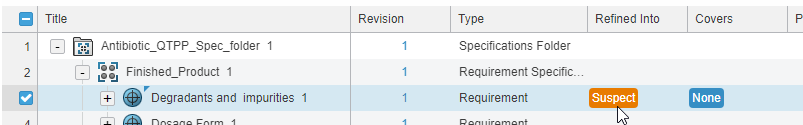 Title Revision Type Refined Into Covers P
1 Antibiotic_QTPP_Spec_folder 1 1 Specifications Folder
2 Finished_Product 1 1 Requirement Specific...
Degradants and impurities 1 1 Requirement Suspect None
Dosage Form 1 1 Requirement